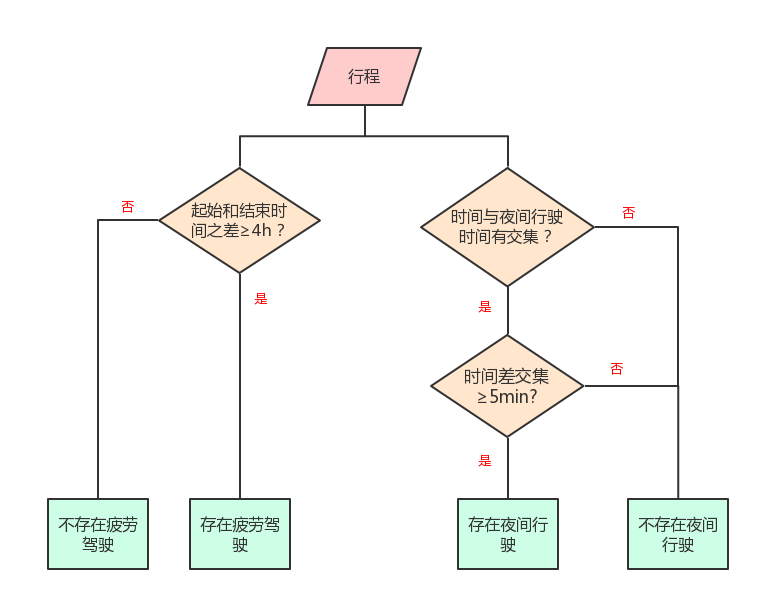 行程
否
起始和结束时
间之差≥4h？
是
时间与夜间行驶
时间有交集？
否
是
时间差交集
≥5min?
否
是
不存在疲劳
驾驶
存在疲劳驾
驶
存在夜间行
驶
不存在夜间
行驶